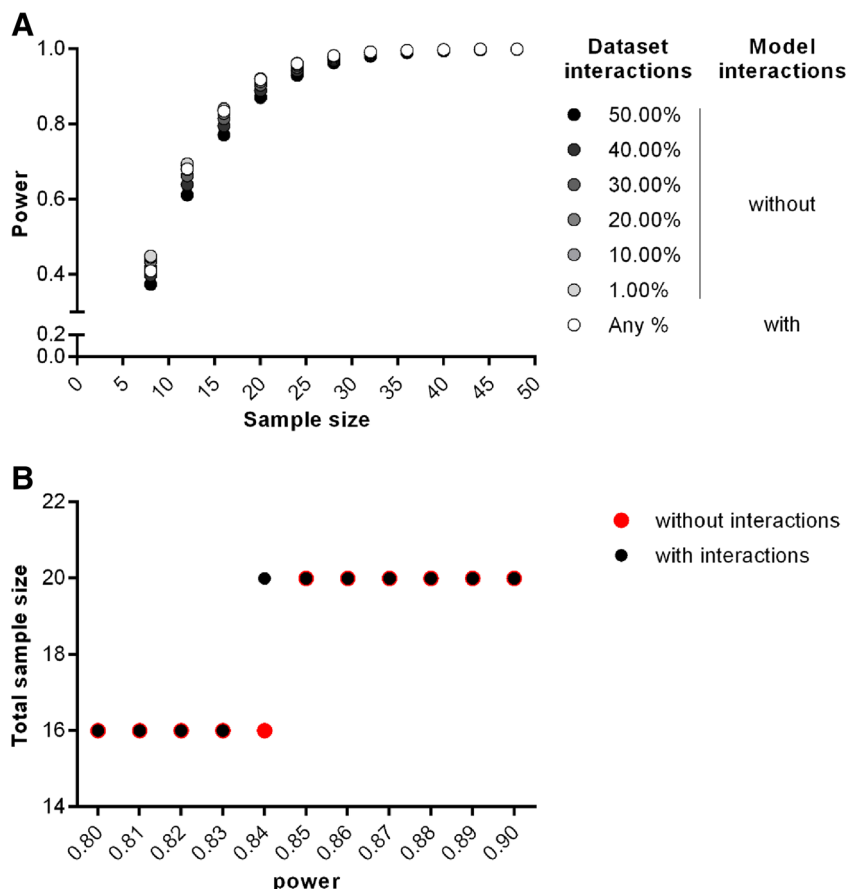 A
1.0
0.8
0.6
0.4
0.2
0.0
Power
0 5 10 15 20 25 30 35 40 45 50
Sample size
Dataset interactions
Model interactions
50.00%
40.00%
30.00%
20.00%
10.00%
1.00%
without
Any % with
B
22
20
18
16
14
Total sample size
0.80 0.81 0.82 0.83 0.84 0.85 0.86 0.87 0.88 0.89 0.90
power
without interactions
with interactions